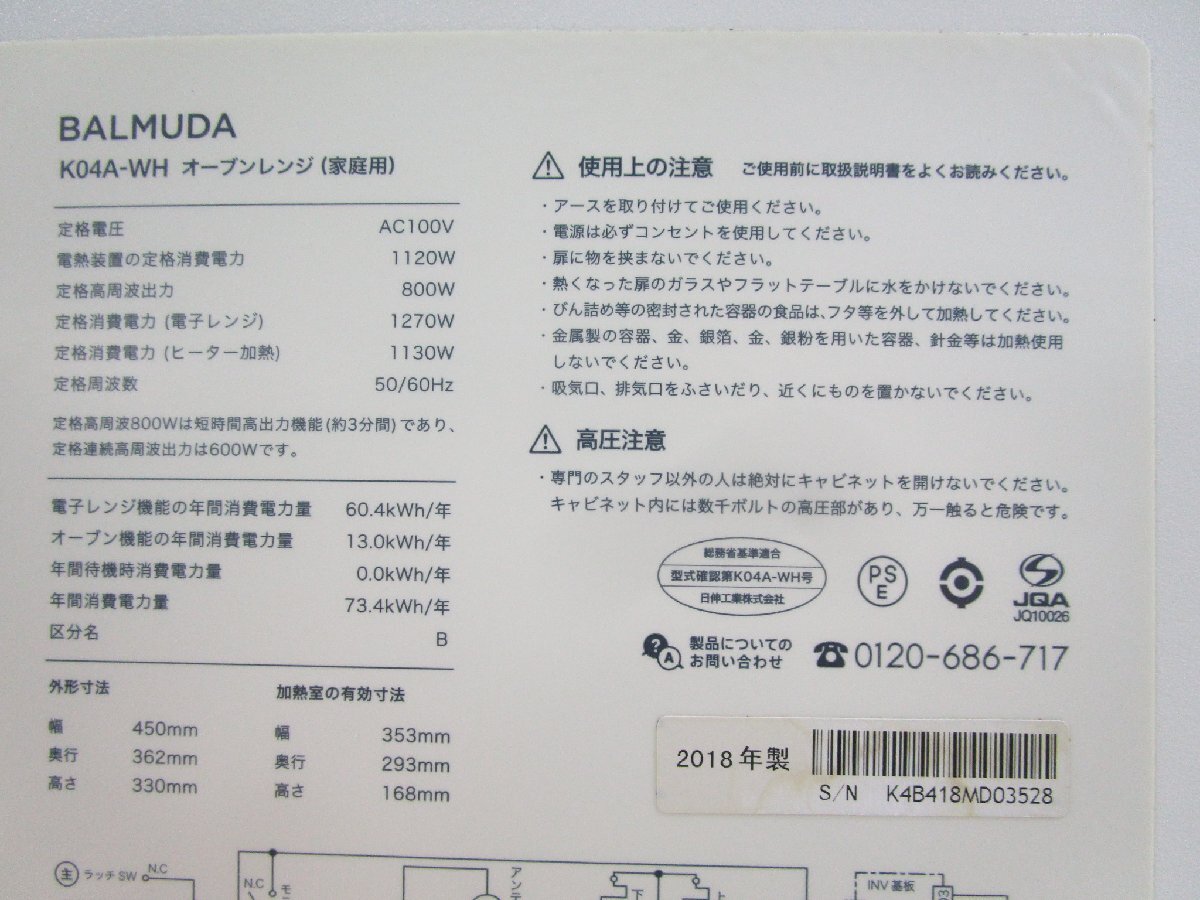 BALMUDA
K04A-WH オーブンレンジ (家庭用)
定格電圧 AC100V
電熱装置の定格消費電力 1120W
定格高周波出力 800W
定格消費電力 (電子レンジ) 1270W
定格消費電力 (ヒーター加熱) 1130W
定格周波数 50/60Hz
定格高周波800Wは短時間高出力機能(約3分間)であり、
定格連続高周波出力は600Wです。
電子レンジ機能の年間消費電力量 60.4kWh/年
オーブン機能の年間消費電力量 13.0kWh/年
年間待機時消費電力量 0.0kWh/年
年間消費電力量 73.4kWh/年
区分名 B
外形寸法
幅 450mm
奥行 362mm
高さ 330mm
加熱室の有効寸法
幅 353mm
奥行 293mm
高さ 168mm
使用上の注意 ご使用前に取扱説明書をよくお読みください。
・アースを取り付けてご使用ください。
・電源は必ずコンセントを使用してください。
・扉に物を挟まないでください。
・熱くなった扉のガラスやフラットテーブルに水をかけないでください。
・びん詰め等の密封された容器の食品は、フタ等を外して加熱してください。
・金属製の容器、金、銀箔、金、銀粉を用いた容器、針金等は加熱使用
しないでください。
・吸気口、排気口をふさいだり、近くにものを置かないでください。
高圧注意
・専門のスタッフ以外の人は絶対にキャビネットを開けないでください。
キャビネット内には数千ボルトの高圧部があり、万一触ると危険です。
総務省基準適合
型式確認第K04A-WH号
日伸工業株式会社
PS
E
JQA
JQ10026
? A
製品についての
お問い合わせ
0120-686-717
2018年製
S/N K4B418MD03528
主 ラッチSW N.C
N.C
モ
アンテ
下
上
INV基板